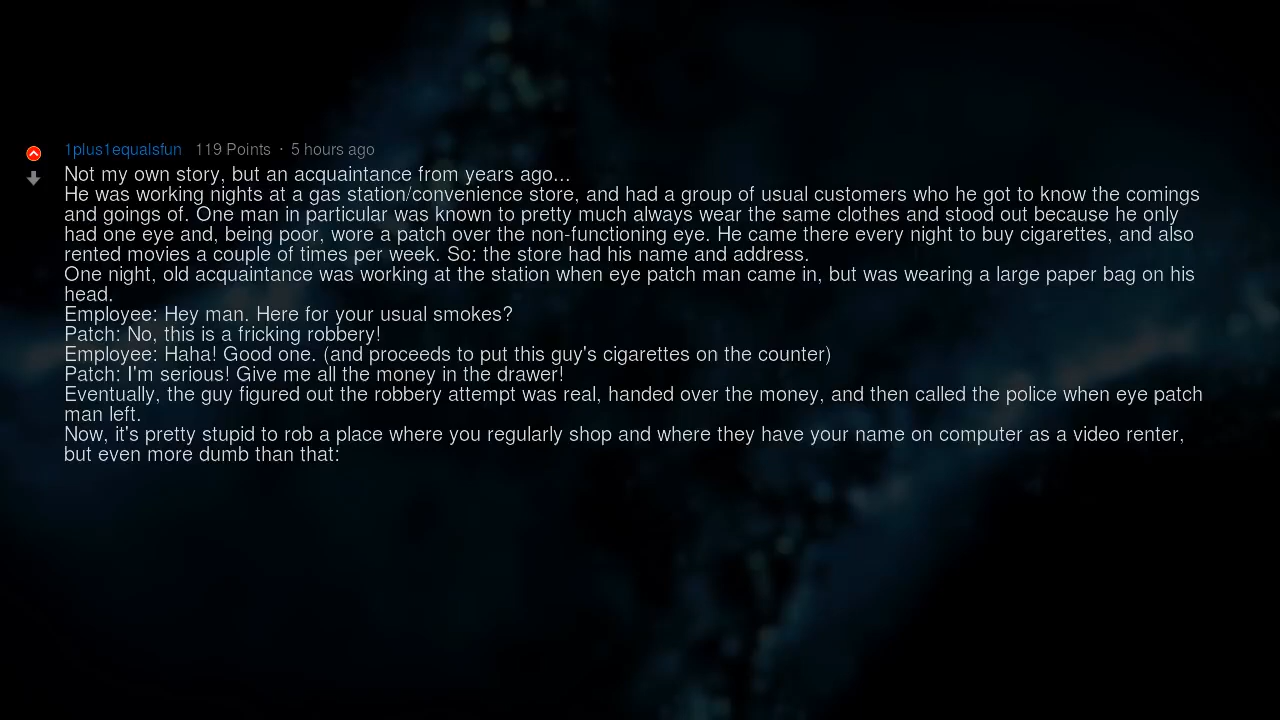 1plus1equalsfun 119 Points · 5 hours ago
Not my own story, but an acquaintance from years ago...
He was working nights at a gas station/convenience store, and had a group of usual customers who he got to know the comings
and goings of. One man in particular was known to pretty much always wear the same clothes and stood out because he only
had one eye and, being poor, wore a patch over the non-functioning eye. He came there every night to buy cigarettes, and also
rented movies a couple of times per week. So: the store had his name and address.
One night, old acquaintance was working at the station when eye patch man came in, but was wearing a large paper bag on his
head.
Employee: Hey man. Here for your usual smokes?
Patch: No, this is a fricking robbery!
Employee: Haha! Good one. (and proceeds to put this guy's cigarettes on the counter)
Patch: I'm serious! Give me all the money in the drawer!
Eventually, the guy figured out the robbery attempt was real, handed over the money, and then called the police when eye patch
man left.
Now, it's pretty stupid to rob a place where you regularly shop and where they have your name on computer as a video renter,
but even more dumb than that: